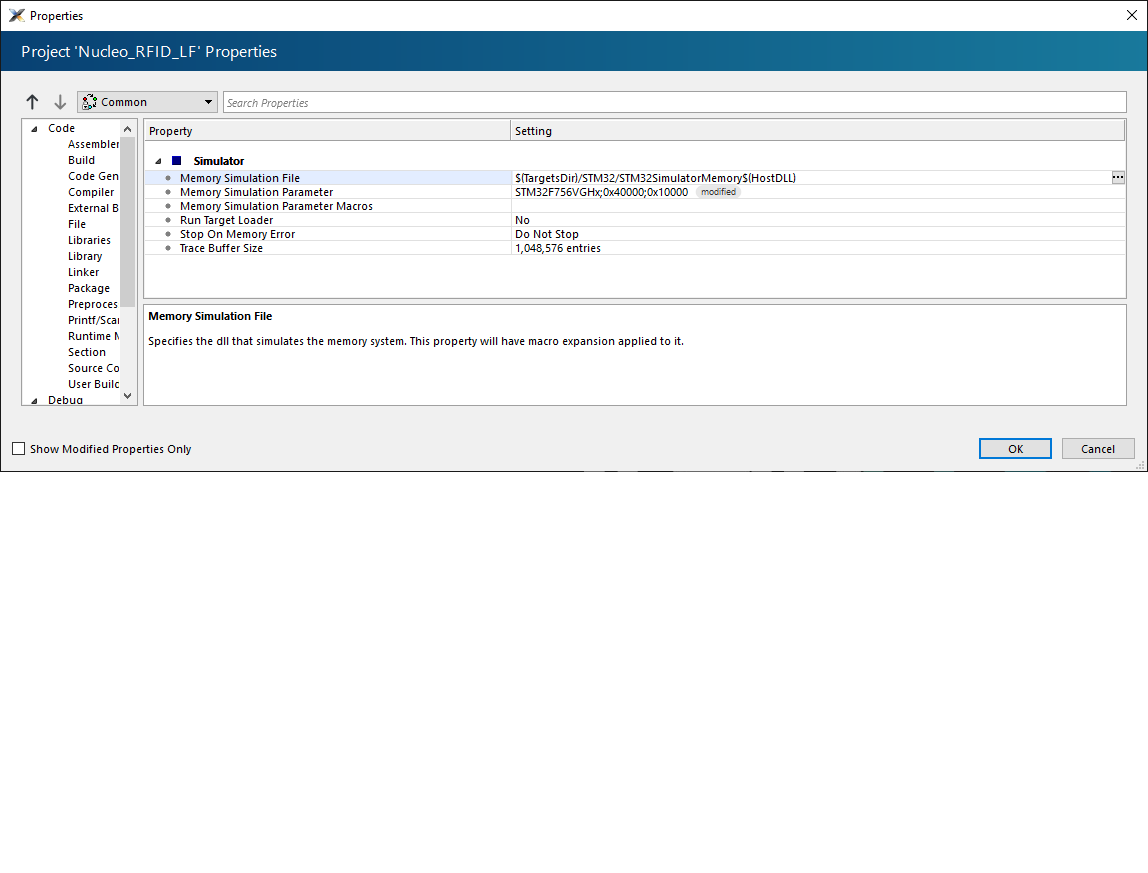 Properties
Project 'Nucleo_RFID_LF' Properties
Common
Search Properties
Code
Assembler
Build
Code Gen
Compiler
External B
File
Libraries
Library
Linker
Package
Preproces
Printf/Scar
Runtime M
Section
Source Co
User Build
Debug
Property Setting
Simulator
Memory Simulation File $(TargetsDir)/STM32/STM32SimulatorMemory$(HostDLL)
Memory Simulation Parameter STM32F756VGHx;0x40000;0x10000 modified
Memory Simulation Parameter Macros
Run Target Loader No
Stop On Memory Error Do Not Stop
Trace Buffer Size 1,048,576 entries
Memory Simulation File
Specifies the dll that simulates the memory system. This property will have macro expansion applied to it.
Show Modified Properties Only
OK Cancel